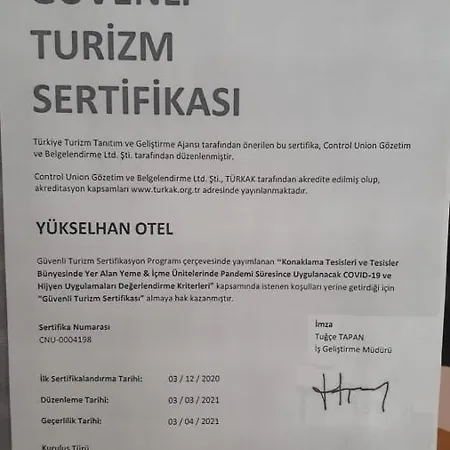 GÜVENLİ
TURİZM
SERTİFİKASI
Türkiye Turizm Tanıtım ve Geliştirme Ajansı tarafından önerilen bu sertifika, Control Union Gözetim
ve Belgelendirme Ltd. Şti. tarafından düzenlenmiştir.
Control Union Gözetim ve Belgelendirme Ltd. Şti., TÜRKAK tarafından akredite edilmiş olup,
akreditasyon kapsamları www.turkak.org.tr adresinde yayınlanmaktadır.
YÜKSELHAN OTEL
Güvenli Turizm Sertifikasyon Programı çerçevesinde yayımlanan "Konaklama Tesisleri ve Tesisler
Bünyesinde Yer Alan Yeme & İçme Ünitelerinde Pandemi Süresince Uygulanacak COVID-19 ve
Hijyen Uygulamaları Değerlendirme Kriterleri" kapsamında istenen koşulları yerine getirdiği için
"Güvenli Turizm Sertifikası" almaya hak kazanmıştır.
Sertifika Numarası
CNU-0004198
İmza
Tuğçe TAPAN
İş Geliştirme Müdürü
İlk Sertifikalandırma Tarihi: 03 / 12 / 2020
Düzenleme Tarihi: 03 / 03 / 2021
Geçerlilik Tarihi: 03 / 04 / 2021
Kuruluş Türü